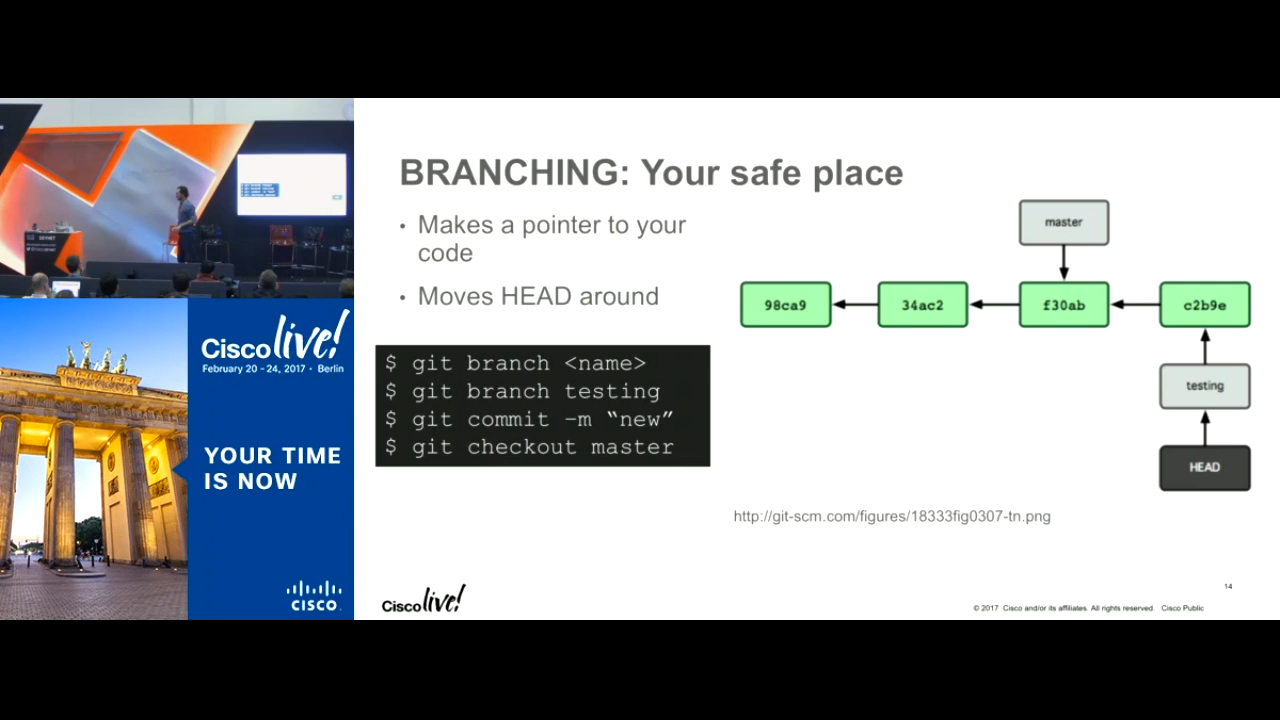 BRANCHING: Your safe place
• Makes a pointer to your
code
• Moves HEAD around
$ git branch <name>
$ git branch testing
$ git commit –m “new”
$ git checkout master
master
98ca9
34ac2
f30ab
c2b9e
testing
HEAD
http://git-scm.com/figures/18333fig0307-tn.png
Cisco live!
February 20 - 24, 2017 • Berlin
YOUR TIME
IS NOW
CISCO.
Cisco live!
14
© 2017 Cisco and/or its affiliates. All rights reserved. Cisco Public